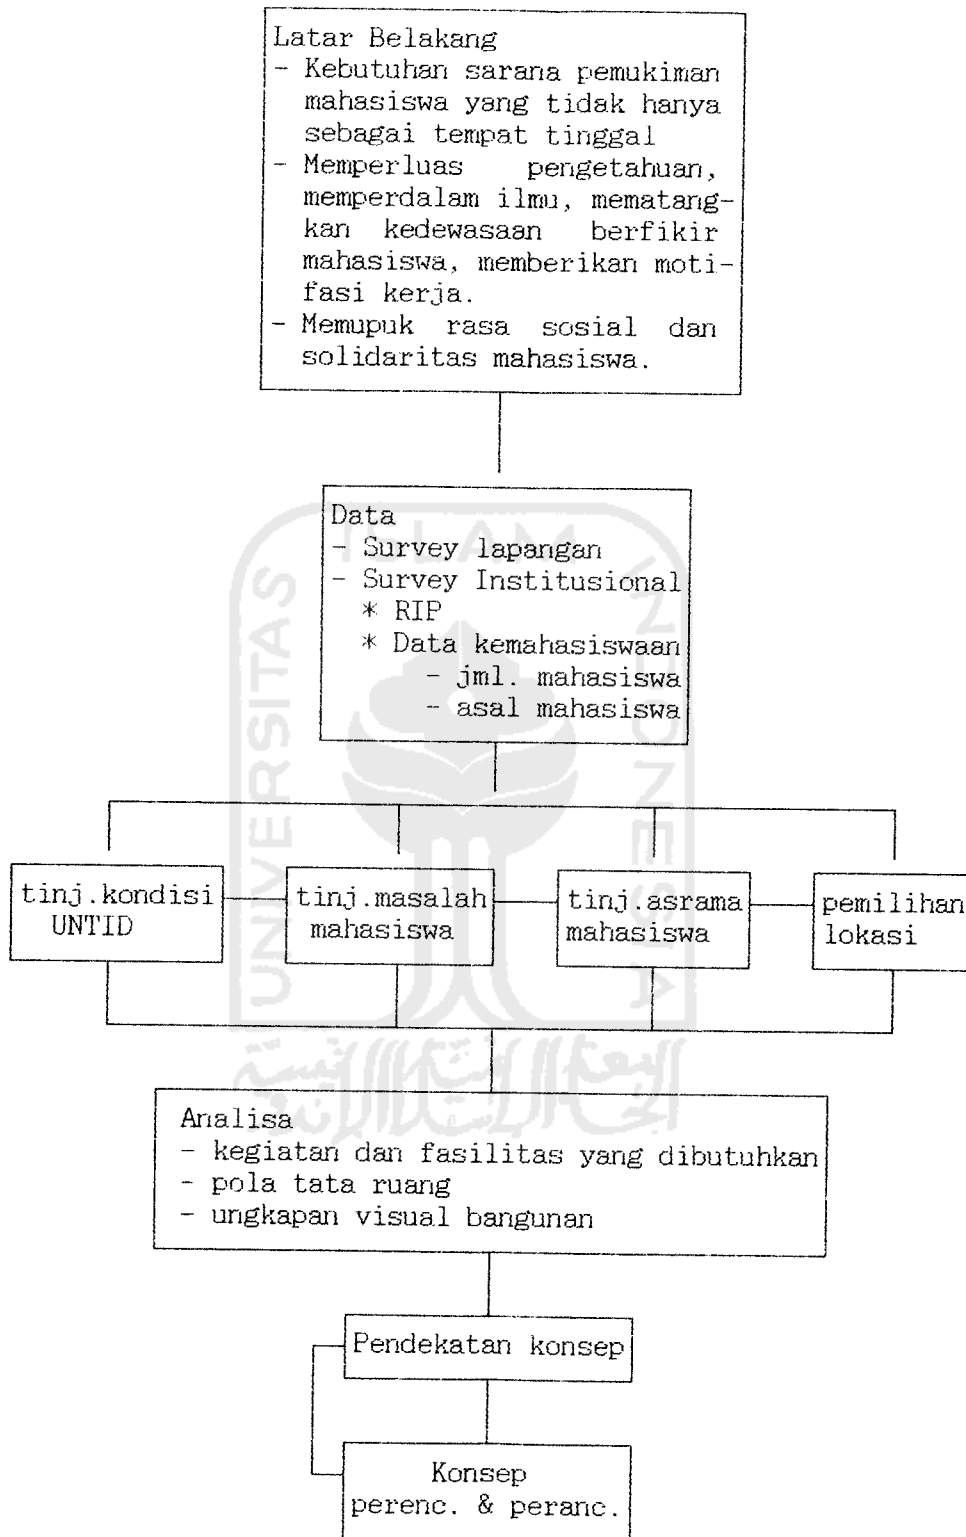 Latar Belakang
- Kebutuhan sarana pemukiman
mahasiswa yang tidak hanya
sebagai tempat tinggal
- Memperluas pengetahuan,
memperdalam ilmu, mematang-
kan kedewasaan berfikir
mahasiswa, memberikan moti-
fasi kerja.
- Memupuk rasa sosial dan
solidaritas mahasiswa.
Data
- Survey lapangan
- Survey Institusional
* RIP
* Data kemahasiswaan
- jml. mahasiswa
- asal mahasiswa
UNIVERSITAS
ISLAM
INDONESIA
tinj.kondisi
UNTID
tinj.masalah
mahasiswa
tinj.asrama
mahasiswa
pemilihan
lokasi
Analisa
- kegiatan dan fasilitas yang dibutuhkan
- pola tata ruang
- ungkapan visual bangunan
Pendekatan konsep
Konsep
perenc. & peranc.